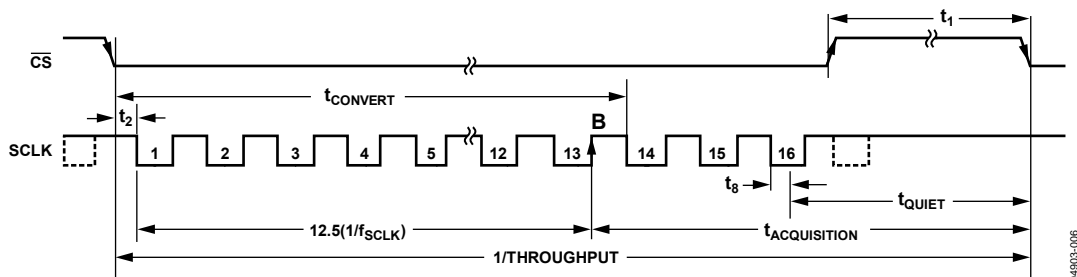 t1
CS
tCONVERT
t2
B
SCLK
1 2 3 4 5 12 13 14 15 16
t8
tQUIET
12.5(1/fSCLK)
tACQUISITION
1/THROUGHPUT
4903-006